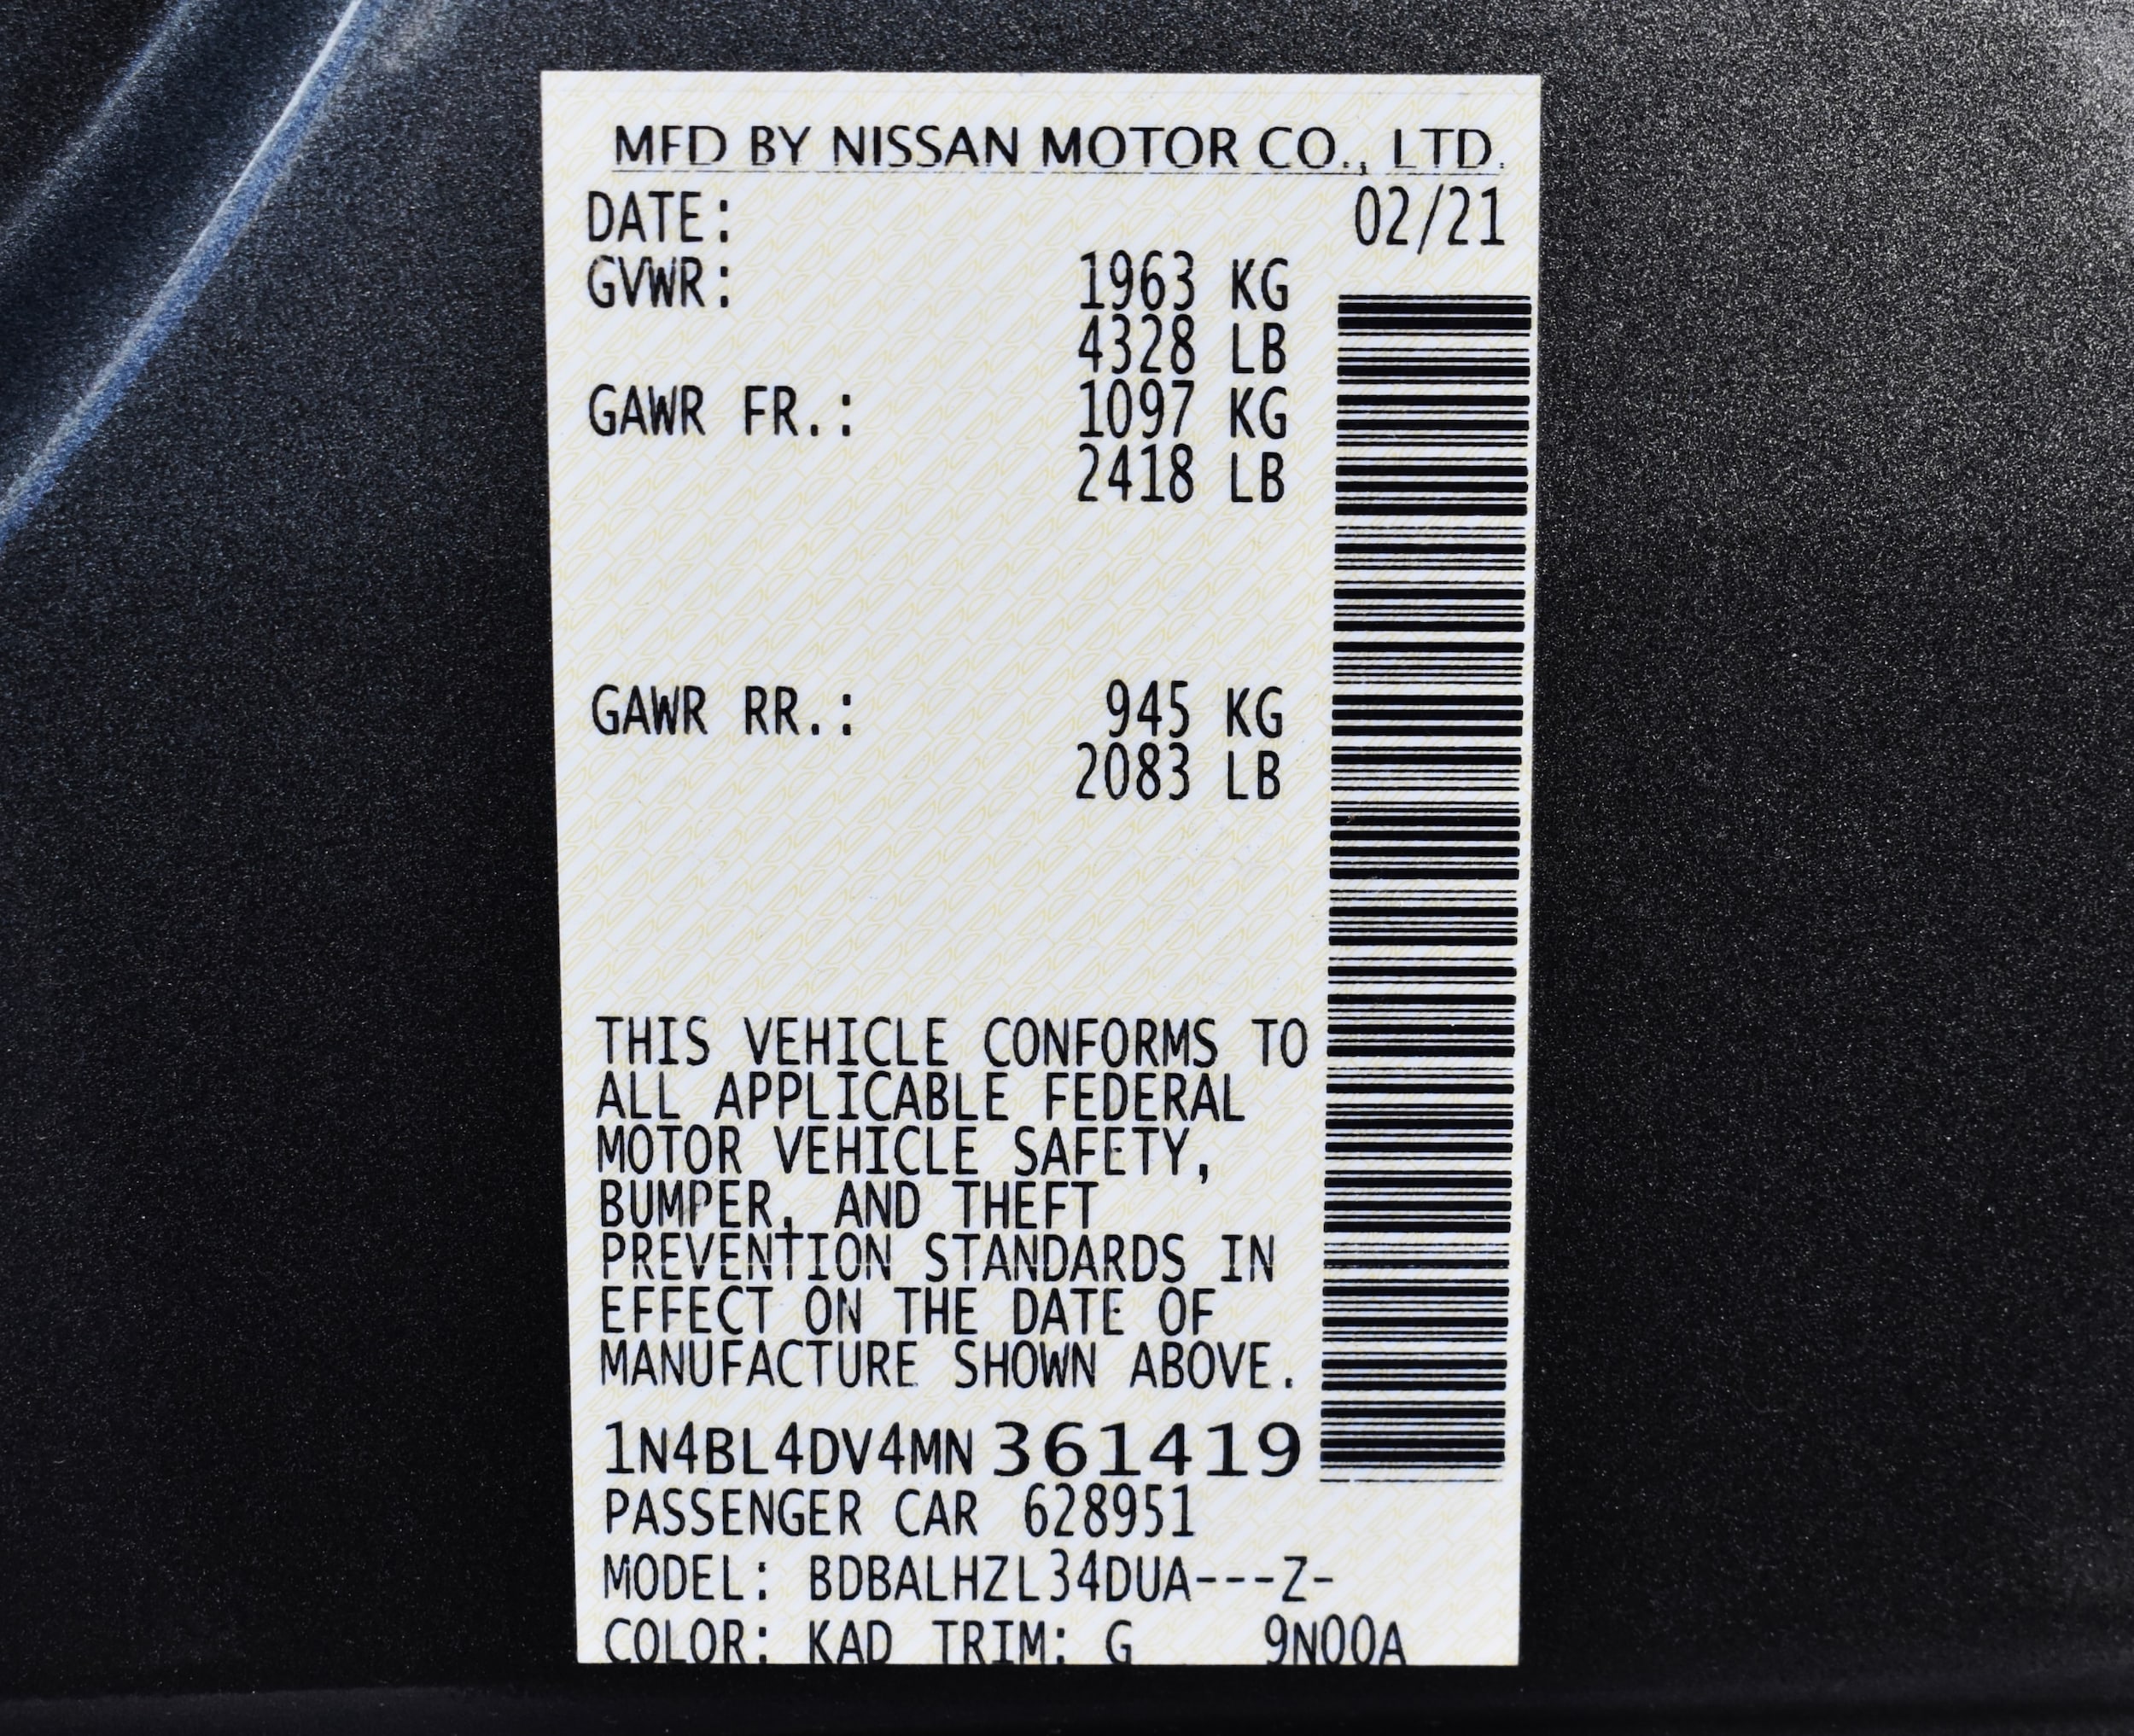 MFD BY NISSAN MOTOR CO., LTD.
DATE: 02/21
GVWR: 1963 KG
4328 LB
GAWR FR.: 1097 KG
2418 LB
GAWR RR.: 945 KG
2083 LB
THIS VEHICLE CONFORMS TO
ALL APPLICABLE FEDERAL
MOTOR VEHICLE SAFETY,
BUMPER, AND THEFT
PREVENTION STANDARDS IN
EFFECT ON THE DATE OF
MANUFACTURE SHOWN ABOVE.
1N4BL4DV4MN 361419
PASSENGER CAR 628951
MODEL: BDBALHZL34DUA---Z-
COLOR: KAD TRIM: G 9N00A